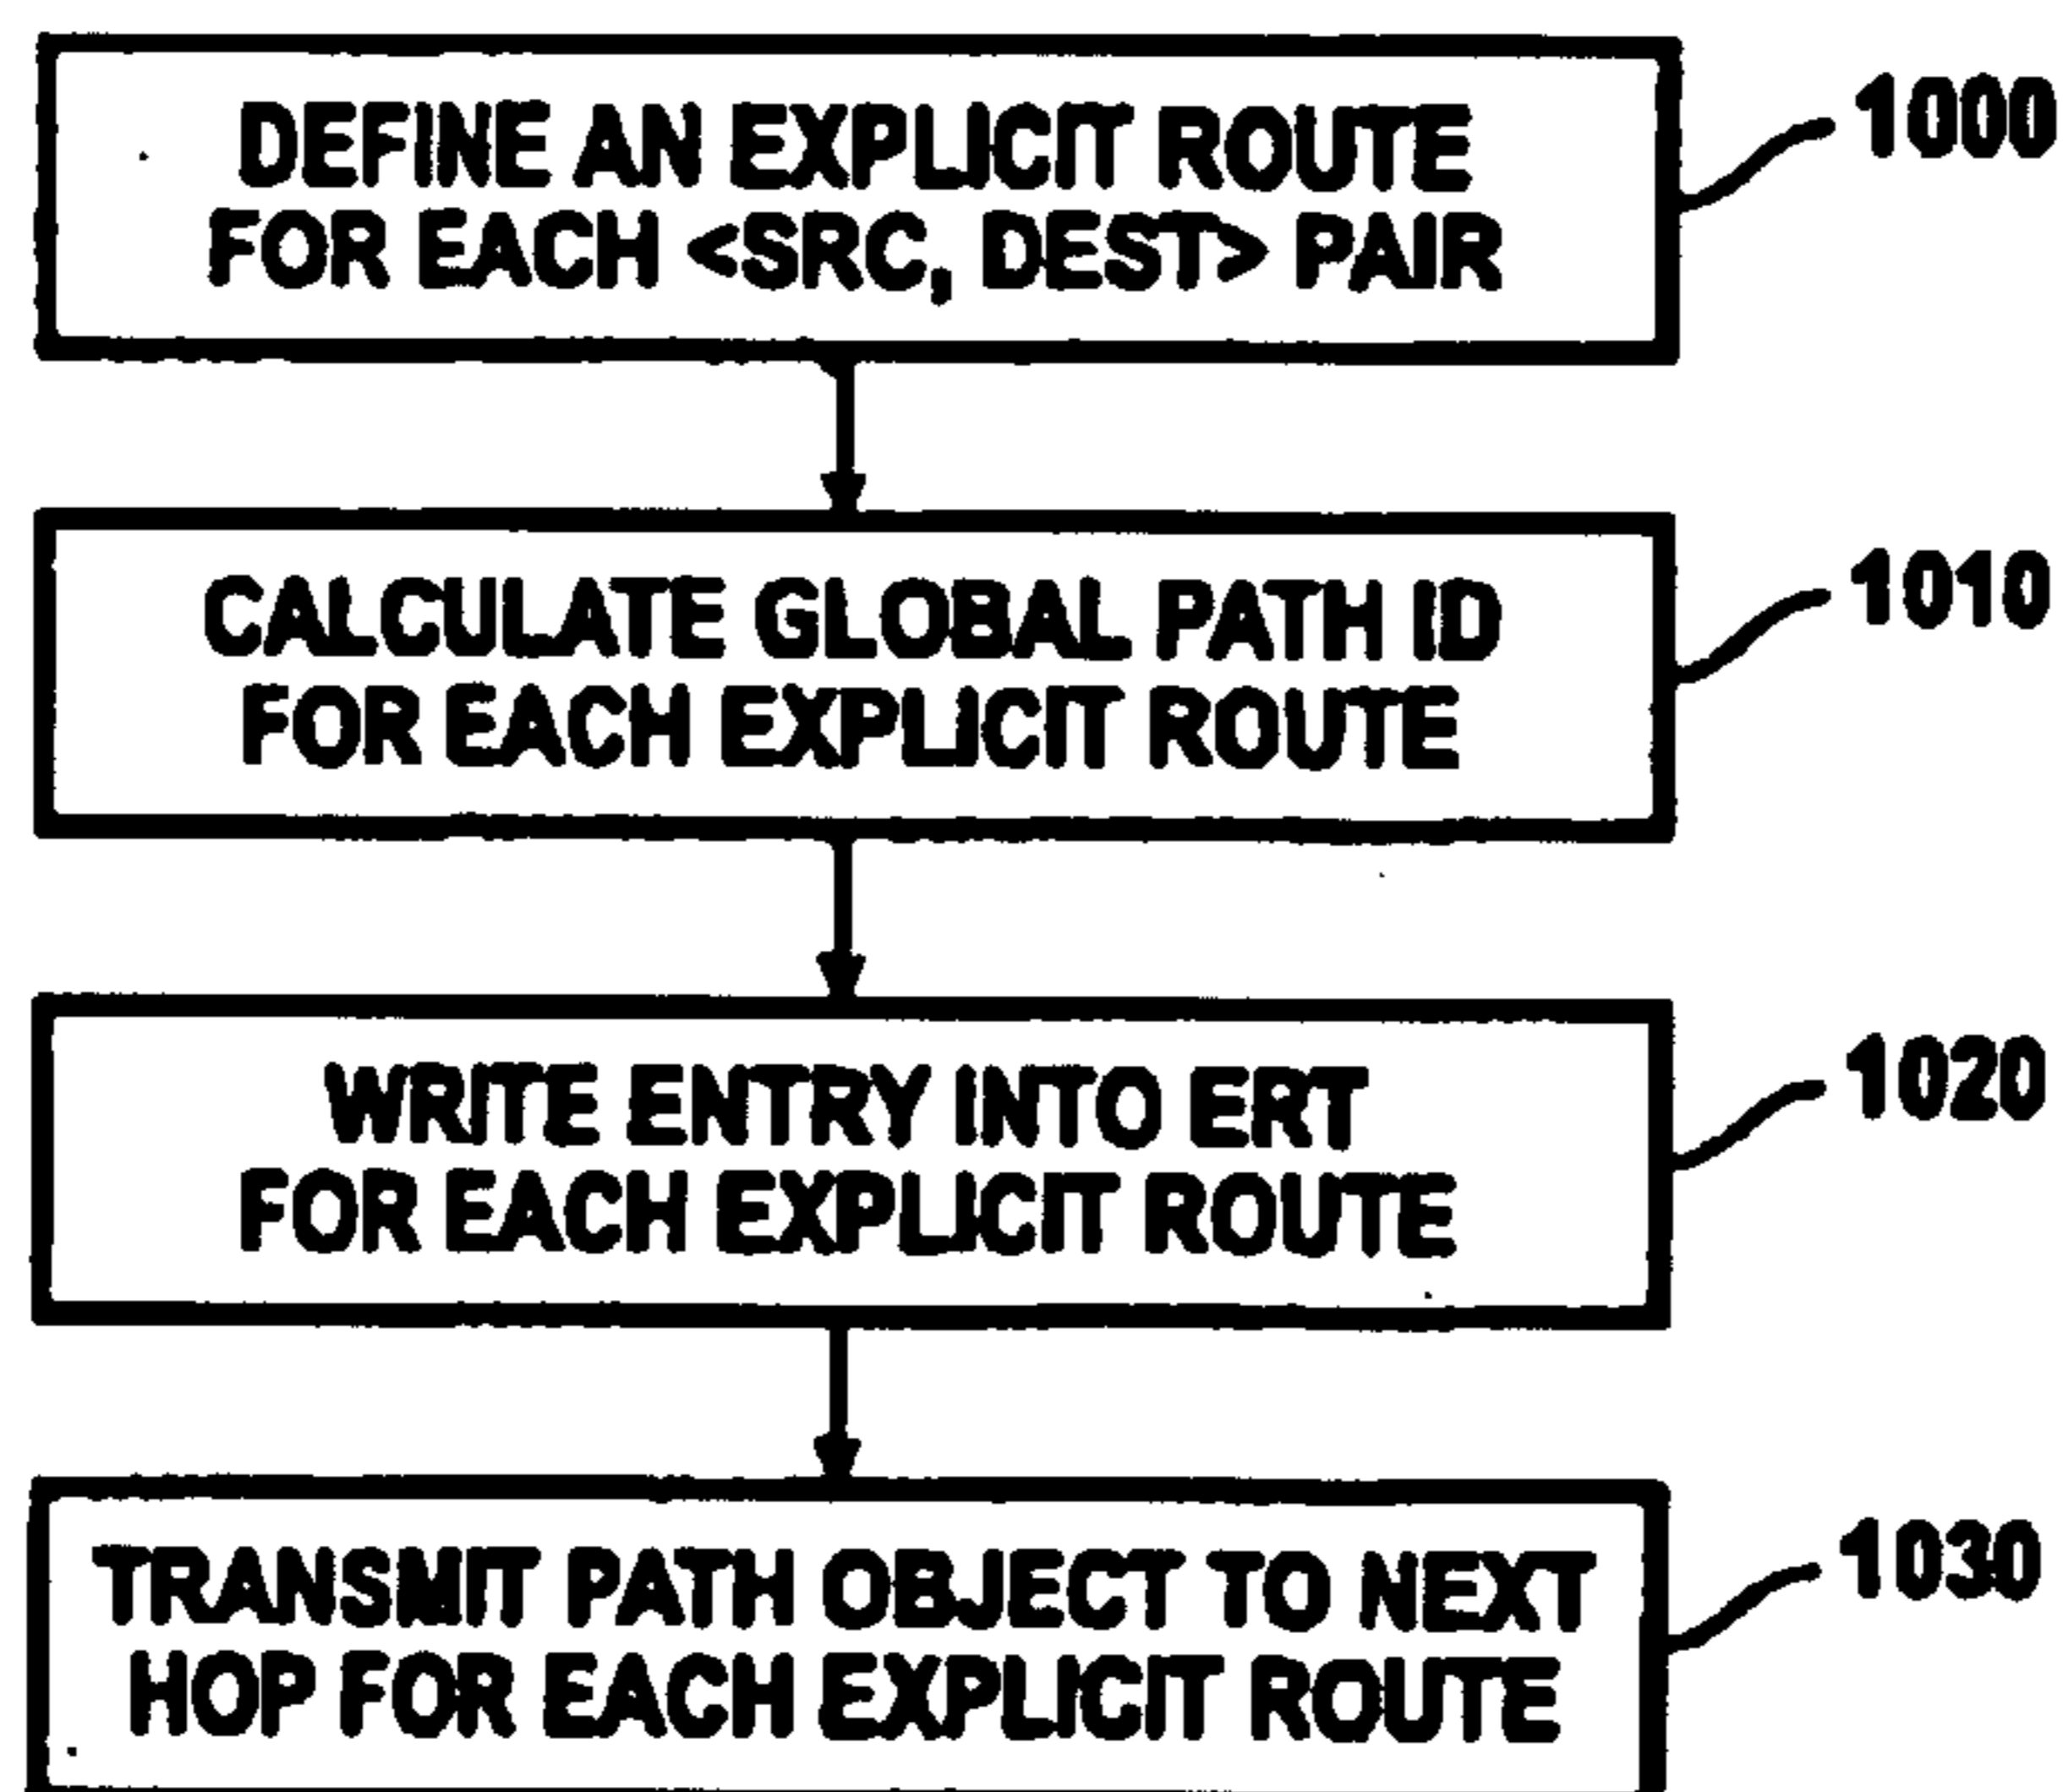 DEFINE AN EXPLICIT ROUTE
FOR EACH <SRC, DEST> PAIR
1000
CALCULATE GLOBAL PATH ID
FOR EACH EXPLICIT ROUTE
1010
WRITE ENTRY INTO ERT
FOR EACH EXPLICIT ROUTE
1020
TRANSMIT PATH OBJECT TO NEXT
HOP FOR EACH EXPLICIT ROUTE
1030